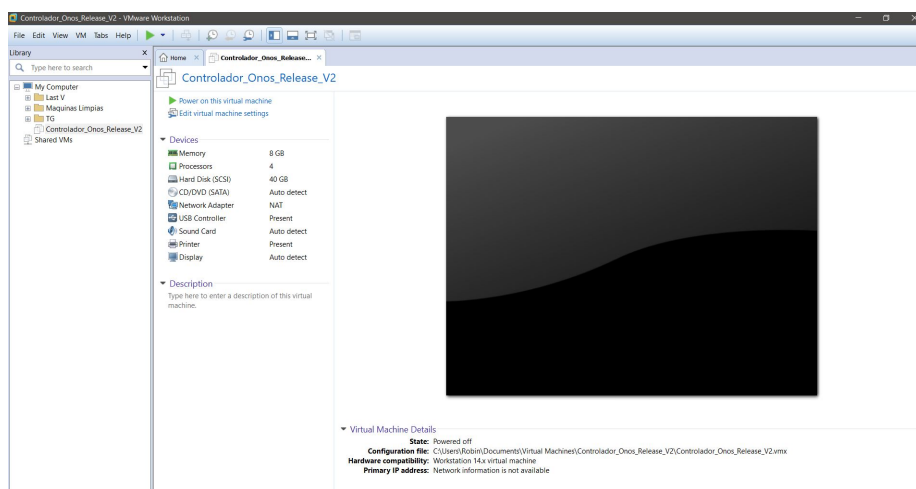 Controlador_Onos_Release_V2 - VMware Workstation
File Edit View VM Tabs Help
Library X
Type here to search
My Computer
Last V
Maquinas Limpias
TG
Controlador_Onos_Release_V2
Shared VMs
Home × Controlador_Onos_Release... ×
Controlador_Onos_Release_V2
Power on this virtual machine
Edit virtual machine settings
Devices
Memory 8 GB
Processors 4
Hard Disk (SCSI) 40 GB
CD/DVD (SATA) Auto detect
Network Adapter NAT
USB Controller Present
Sound Card Auto detect
Printer Present
Display Auto detect
Description
Type here to enter a description of this virtual
machine.
Virtual Machine Details
State: Powered off
Configuration file: C:\Users\Robin\Documents\Virtual Machines\Controlador_Onos_Release_V2\Controlador_Onos_Release_V2.vmx
Hardware compatibility: Workstation 14.x virtual machine
Primary IP address: Network information is not available